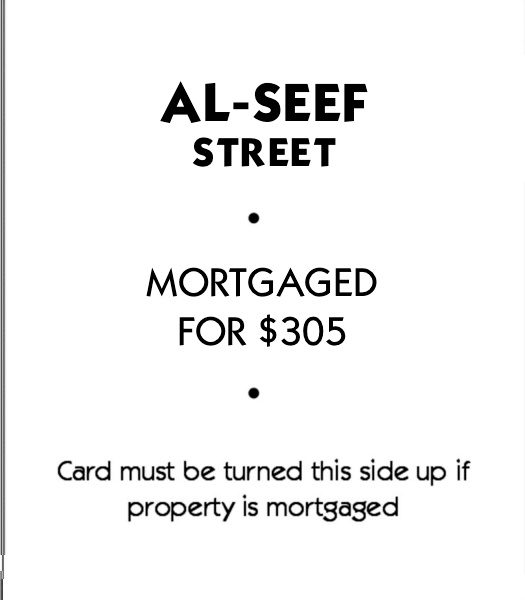 AL-SEEF
STREET
•
MORTGAGED
FOR $305
•
Card must be turned this side up if
property is mortgaged